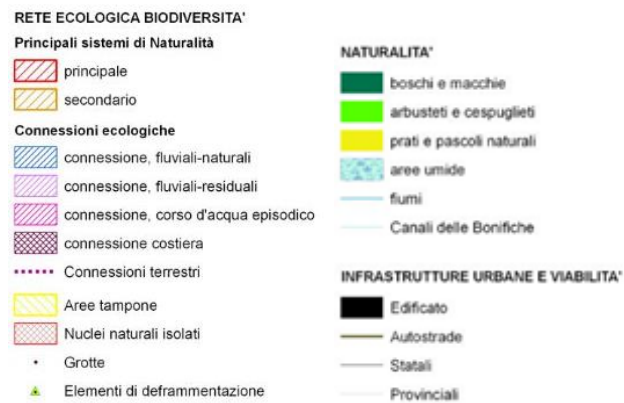 RETE ECOLOGICA BIODIVERSITA'
Principali sistemi di Naturalità
principale
secondario
Connessioni ecologiche
connessione, fluviali-naturali
connessione, fluviali-residuali
connessione, corso d'acqua episodico
connessione costiera
Connessioni terrestri
Aree tampone
Nuclei naturali isolati
Grotte
Elementi di deframmentazione
NATURALITA'
boschi e macchie
arbusteti e cespuglieti
prati e pascoli naturali
aree umide
fiumi
Canali delle Bonifiche
INFRASTRUTTURE URBANE E VIABILITA'
Edificato
Autostrade
Statali
Provinciali